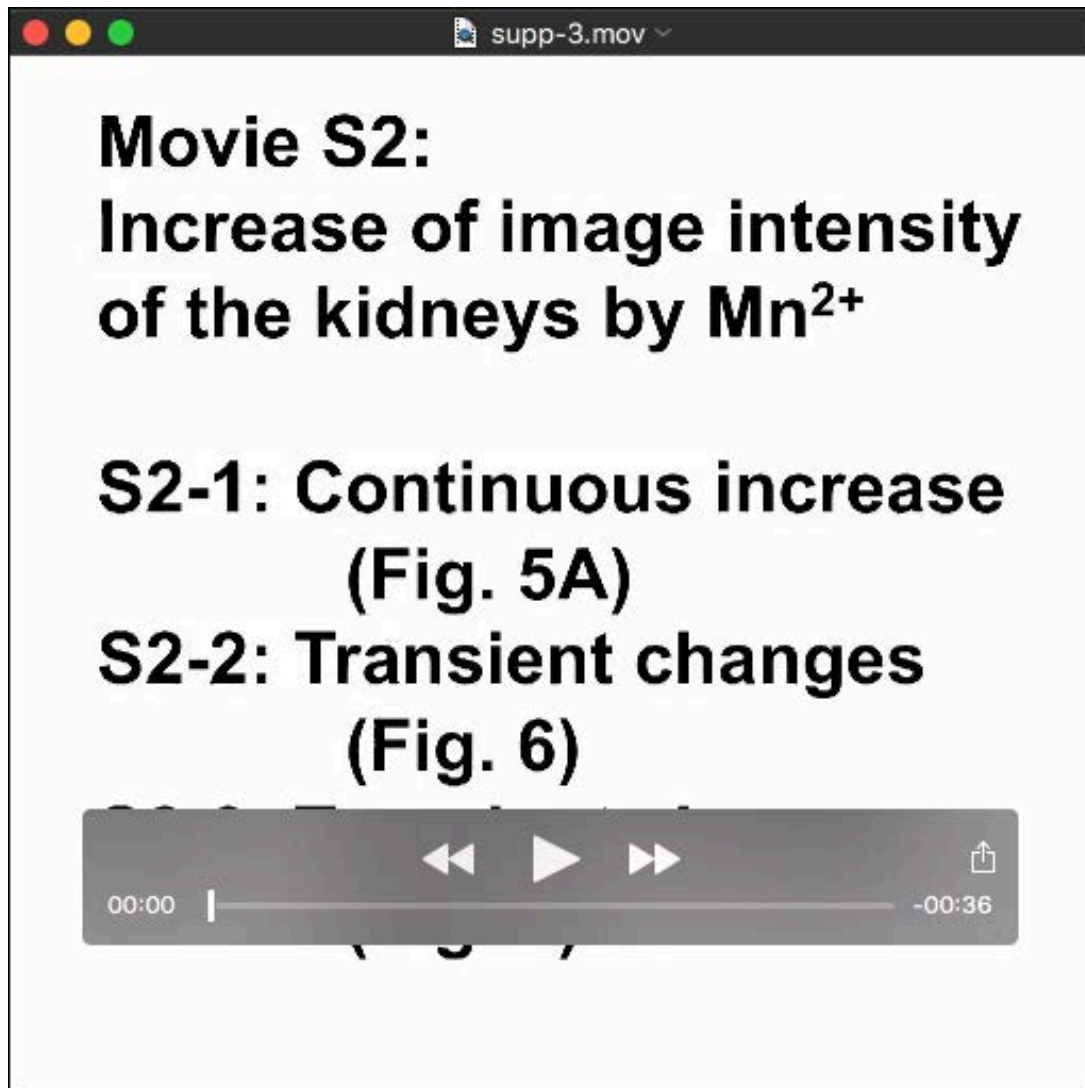 supp-3.mov
Movie S2:
Increase of image intensity
of the kidneys by Mn²⁺
S2-1: Continuous increase
(Fig. 5A)
S2-2: Transient changes
(Fig. 6)
00:00
-00:36